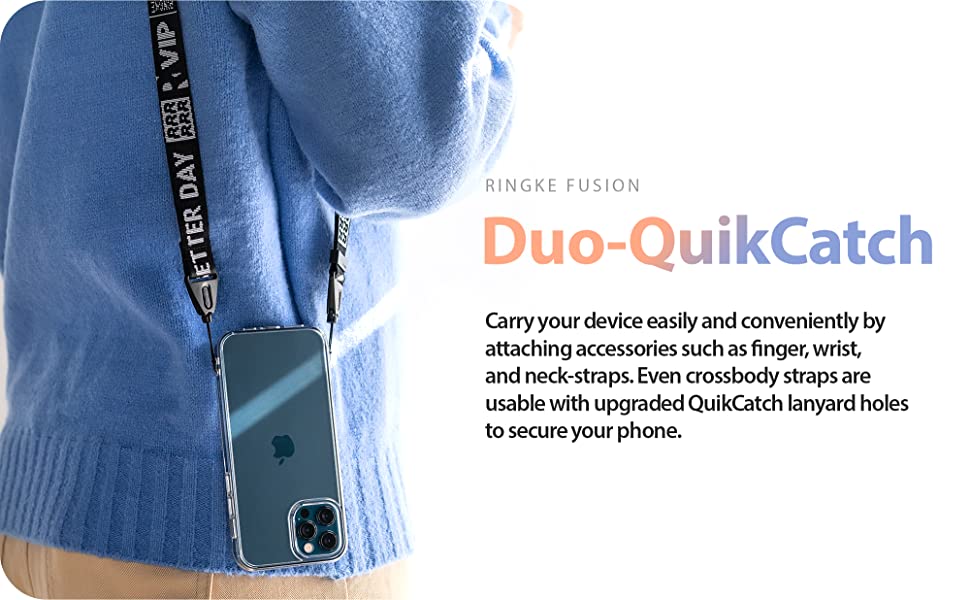 VIP
RRR
RRR
ETTER DAY
RINGKE FUSION
Duo-QuikCatch
Carry your device easily and conveniently by
attaching accessories such as finger, wrist,
and neck-straps. Even crossbody straps are
usable with upgraded QuikCatch lanyard holes
to secure your phone.